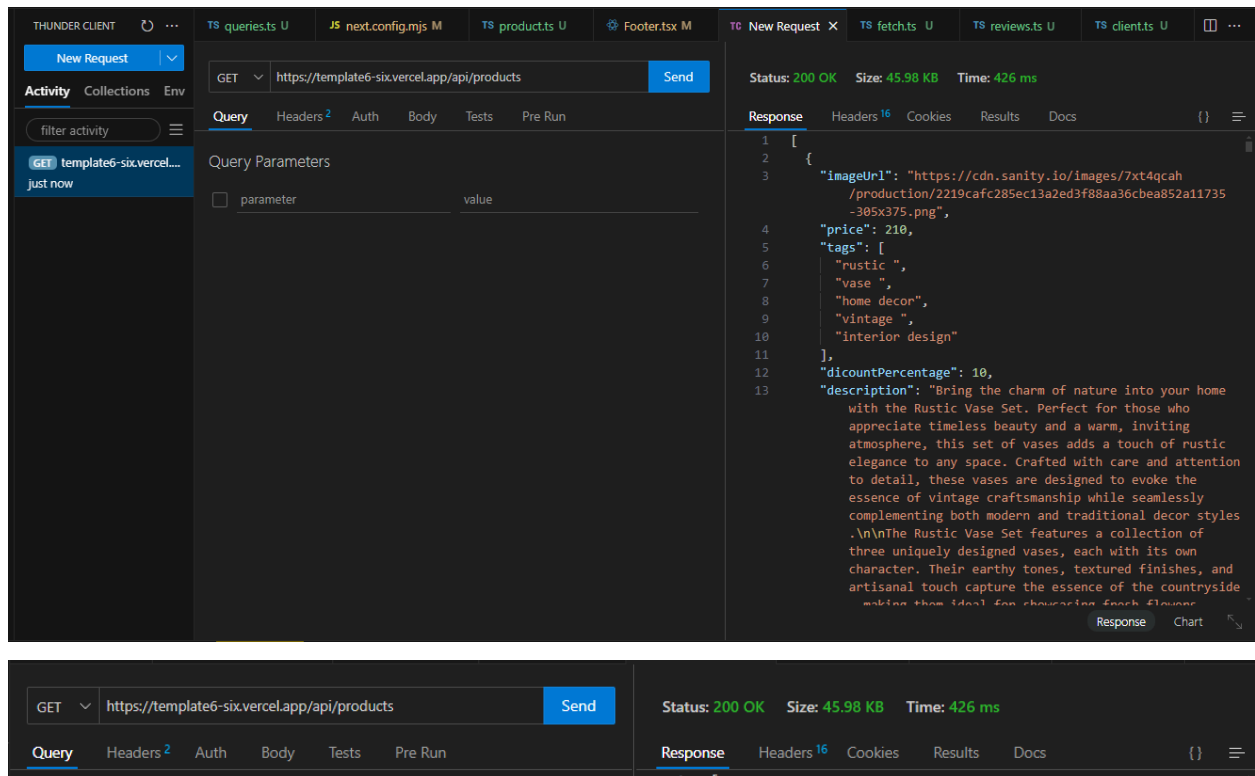 THUNDER CLIENT
TS queries.ts U
JS next.config.mjs M
TS product.ts U
Footer.tsx M
TC New Request
TS fetch.ts U
TS reviews.ts U
TS client.ts U
New Request
Activity Collections Env
filter activity
GET template6-six.vercel....
just now
GET https://template6-six.vercel.app/api/products Send
Query Headers 2 Auth Body Tests Pre Run
Query Parameters
parameter value
Status: 200 OK Size: 45.98 KB Time: 426 ms
Response Headers 16 Cookies Results Docs {}
1 [
2 {
3 "imageUrl": "https://cdn.sanity.io/images/7xt4qcah
/production/2219cafc285ec13a2ed3f88aa36cbea852a11735
-305x375.png",
4 "price": 210,
5 "tags": [
6 "rustic ",
7 "vase ",
8 "home decor",
9 "vintage ",
10 "interior design"
11 ],
12 "dicountPercentage": 10,
13 "description": "Bring the charm of nature into your home
with the Rustic Vase Set. Perfect for those who
appreciate timeless beauty and a warm, inviting
atmosphere, this set of vases adds a touch of rustic
elegance to any space. Crafted with care and attention
to detail, these vases are designed to evoke the
essence of vintage craftsmanship while seamlessly
complementing both modern and traditional decor styles
.\n\nThe Rustic Vase Set features a collection of
three uniquely designed vases, each with its own
character. Their earthy tones, textured finishes, and
artisanal touch capture the essence of the countryside
, making them ideal for showcasing fresh flowers
Response Chart
GET https://template6-six.vercel.app/api/products Send
Status: 200 OK Size: 45.98 KB Time: 426 ms
Query Headers 2 Auth Body Tests Pre Run
Response Headers 16 Cookies Results Docs {}